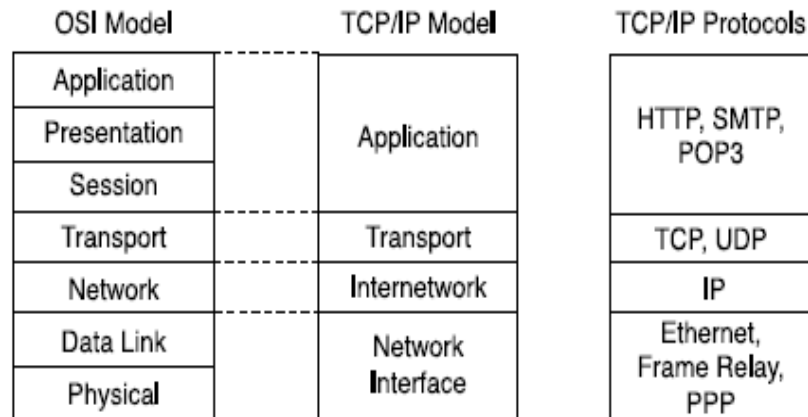 OSI Model
TCP/IP Model
TCP/IP Protocols
Application
Presentation
Session
Transport
Network
Data Link
Physical
Application
Transport
Internetwork
Network
Interface
HTTP, SMTP,
POP3
TCP, UDP
IP
Ethernet,
Frame Relay,
PPP